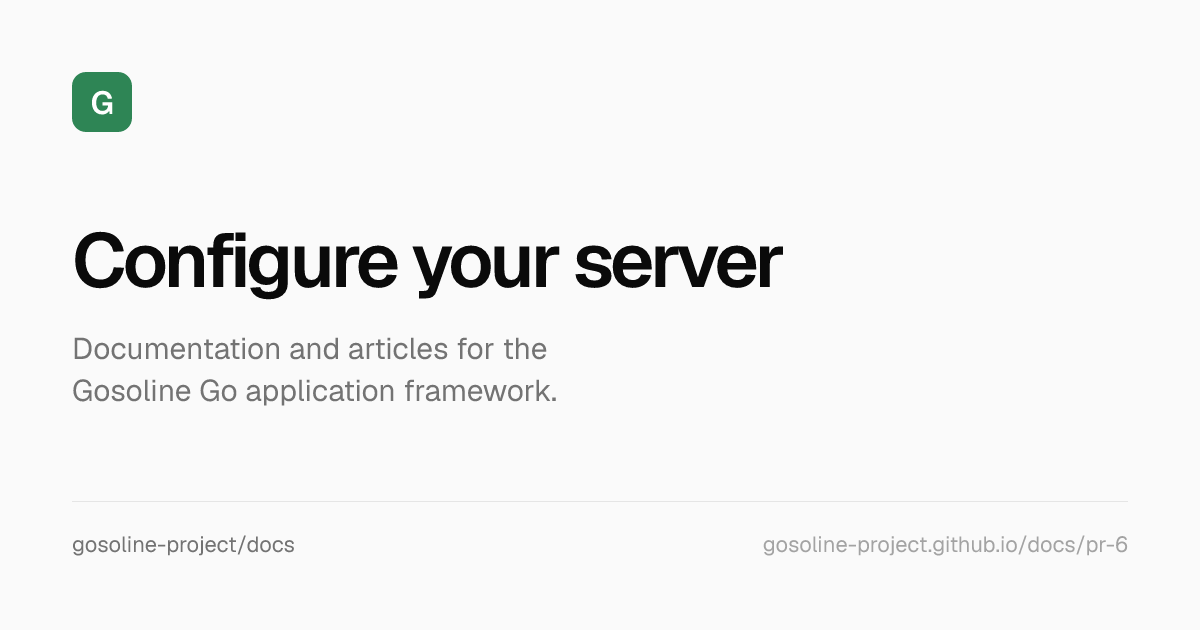 G
Configure your server
Documentation and articles for the
Gosoline Go application framework.
gosoline-project/docs
gosoline-project.github.io/docs/pr-6